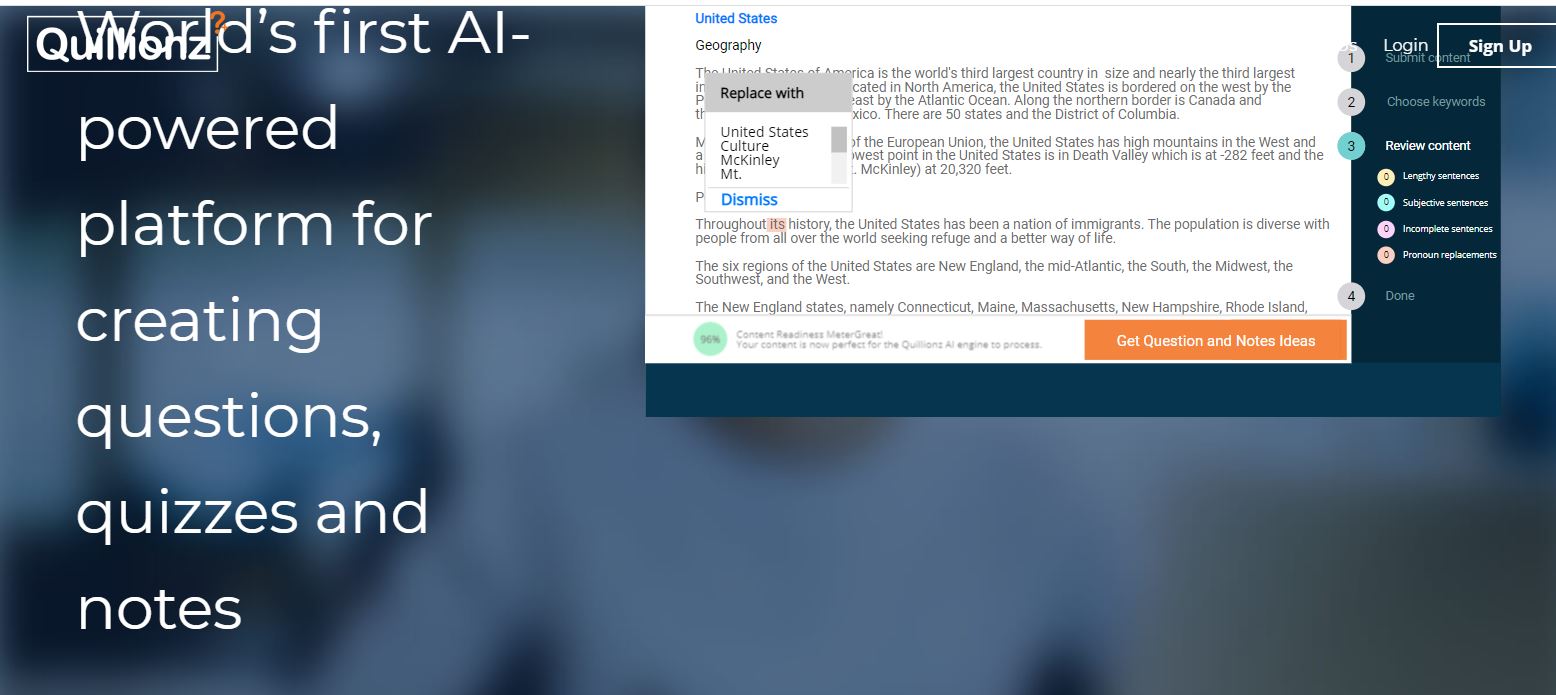 Quillionz?
World's first AI-
powered
platform for
creating
questions,
quizzes and
notes
Login
Sign Up
United States
Geography
The United States of America is the world's third largest country in size and nearly the third largest
in cated in North America, the United States is bordered on the west by the
P east by the Atlantic Ocean. Along the northern border is Canada and
th xico. There are 50 states and the District of Columbia.
M of the European Union, the United States has high mountains in the West and
a owest point in the United States is in Death Valley which is at -282 feet and the
hi t. McKinley) at 20,320 feet.
P
Replace with
United States
Culture
McKinley
Mt.
Dismiss
Throughout its history, the United States has been a nation of immigrants. The population is diverse with
people from all over the world seeking refuge and a better way of life.
The six regions of the United States are New England, the mid-Atlantic, the South, the Midwest, the
Southwest, and the West.
The New England states, namely Connecticut, Maine, Massachusetts, New Hampshire, Rhode Island,
96%
Content Readiness MeterGreat!
Your content is now perfect for the Quillionz AI engine to process.
Get Question and Notes Ideas
1 Submit content
2 Choose keywords
3 Review content
0 Lengthy sentences
0 Subjective sentences
0 Incomplete sentences
0 Pronoun replacements
4 Done